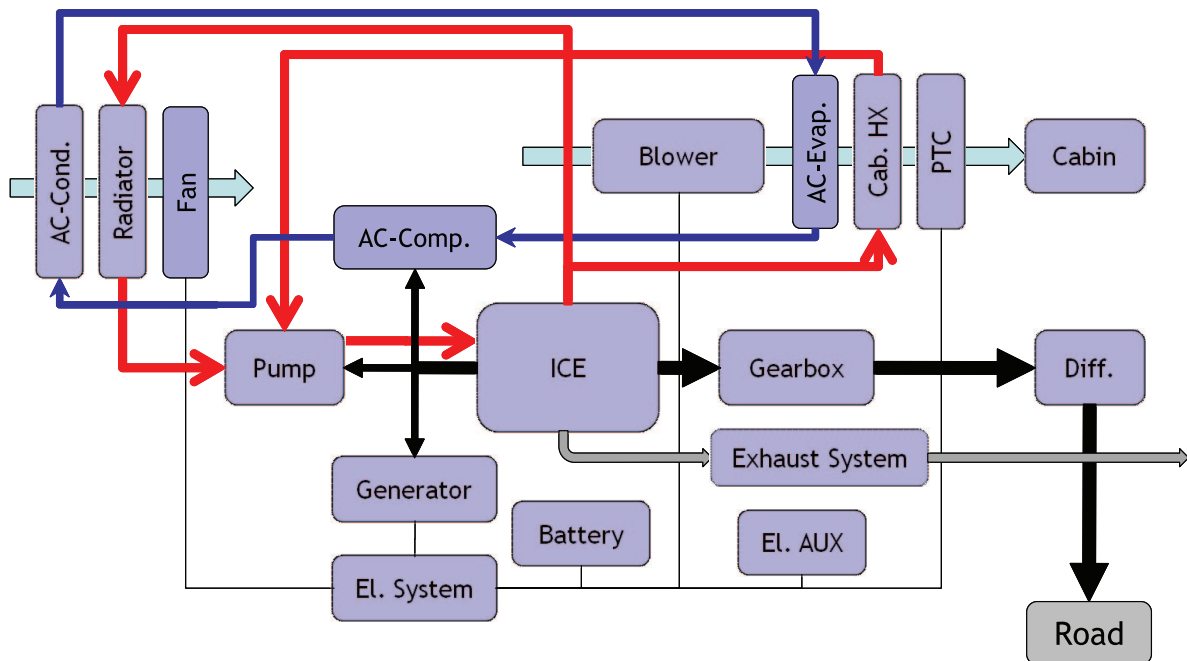 AC-Cond.
Radiator
Fan
Blower
AC-Evap.
Cab. HX
PTC
Cabin
AC-Comp.
Pump
ICE
Gearbox
Diff.
Exhaust System
Generator
Battery
El. AUX
El. System
Road